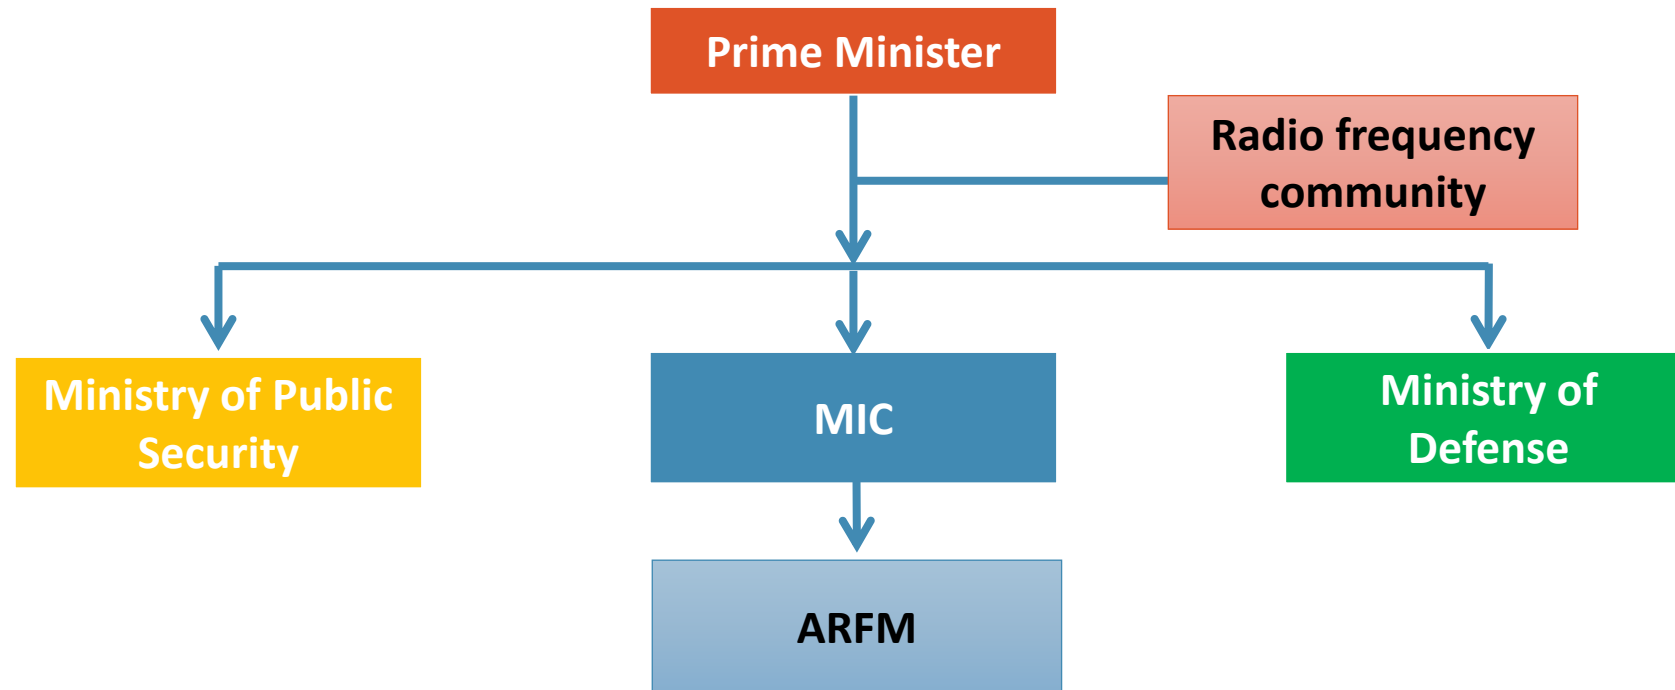 Prime Minister
Radio frequency
community
Ministry of Public
Security
MIC
Ministry of
Defense
ARFM